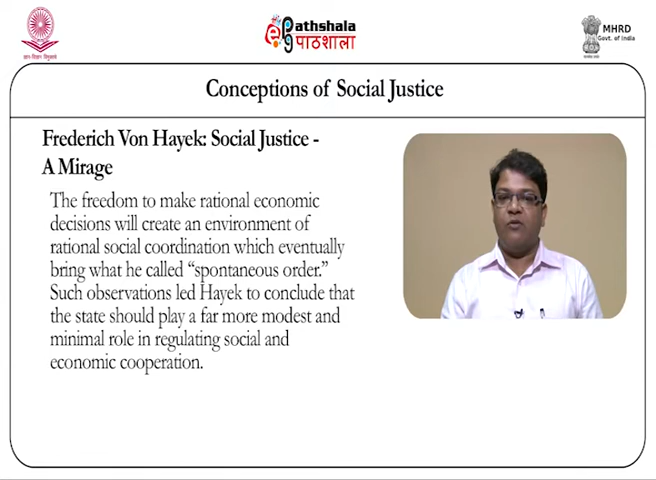 Pathshala
पाठशाला
MHRD
Govt. of India
Conceptions of Social Justice
Frederich Von Hayek: Social Justice -
A Mirage
The freedom to make rational economic
decisions will create an environment of
rational social coordination which eventually
bring what he called “spontaneous order.”
Such observations led Hayek to conclude that
the state should play a far more modest and
minimal role in regulating social and
economic cooperation.